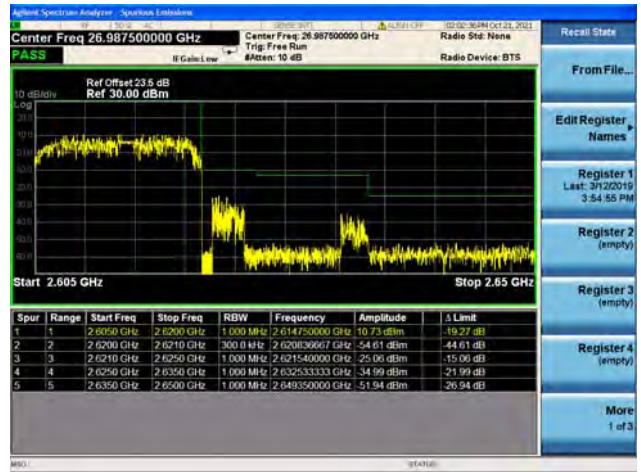 Agilent Spectrum Analyzer - Spurious Emissions
Center Freq 26.987500000 GHz
Center Freq: 26.987500000 GHz
Radio Std: None
02:02:36 PM Oct 21, 2021
Trig: Free Run
PASS
IFGain:Low
#Atten: 10 dB
Radio Device: BTS
Ref Offset 23.5 dB
10 dB/div
Ref 30.00 dBm
Log
Start 2.605 GHz
Stop 2.65 GHz
Spur Range Start Freq Stop Freq RBW Frequency Amplitude Δ Limit
1 1 2.6050 GHz 2.6200 GHz 1.000 MHz 2.614750000 GHz 10.73 dBm -19.27 dB
2 2 2.6200 GHz 2.6210 GHz 300.0 kHz 2.620836667 GHz -54.61 dBm -44.61 dB
3 3 2.6210 GHz 2.6250 GHz 1.000 MHz 2.621540000 GHz -25.06 dBm -15.06 dB
4 4 2.6250 GHz 2.6350 GHz 1.000 MHz 2.632533333 GHz -34.99 dBm -21.99 dB
5 5 2.6350 GHz 2.6500 GHz 1.000 MHz 2.649350000 GHz -51.94 dBm -26.94 dB
MSG
STATUS
Recall State
From File...
Edit Register
Names
Register 1
Last: 3/12/2019
3:54:55 PM
Register 2
(empty)
Register 3
(empty)
Register 4
(empty)
More
1 of 3